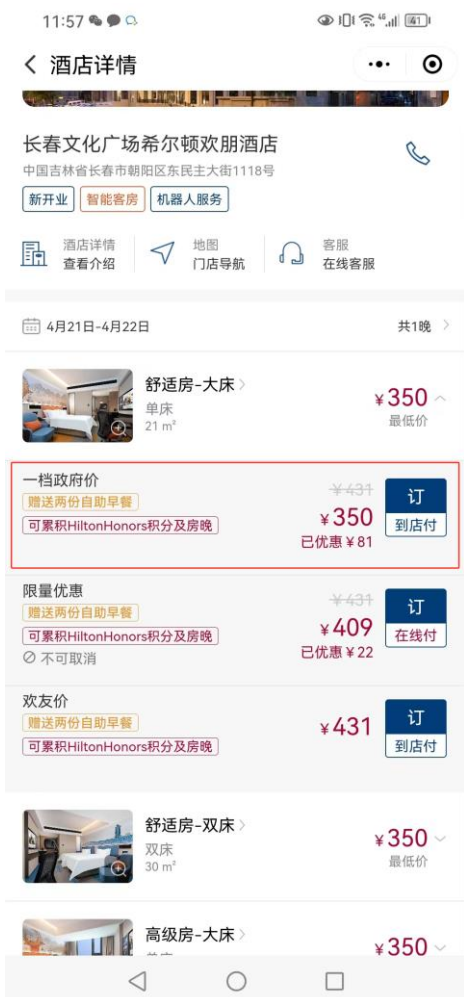 11:57
46
41
酒店详情
长春文化广场希尔顿欢朋酒店
中国吉林省长春市朝阳区东民主大街1118号
新开业 智能客房 机器人服务
酒店详情
查看介绍
地图
门店导航
客服
在线客服
4月21日-4月22日 共1晚
舒适房-大床
单床
21 m²
¥350
最低价
一档政府价
赠送两份自助早餐
可累积HiltonHonors积分及房晚
¥431
¥350
已优惠¥81
订
到店付
限量优惠
赠送两份自助早餐
可累积HiltonHonors积分及房晚
不可取消
¥431
¥409
已优惠¥22
订
在线付
欢友价
赠送两份自助早餐
可累积HiltonHonors积分及房晚
¥431
订
到店付
舒适房-双床
双床
30 m²
¥350
最低价
高级房-大床
¥350